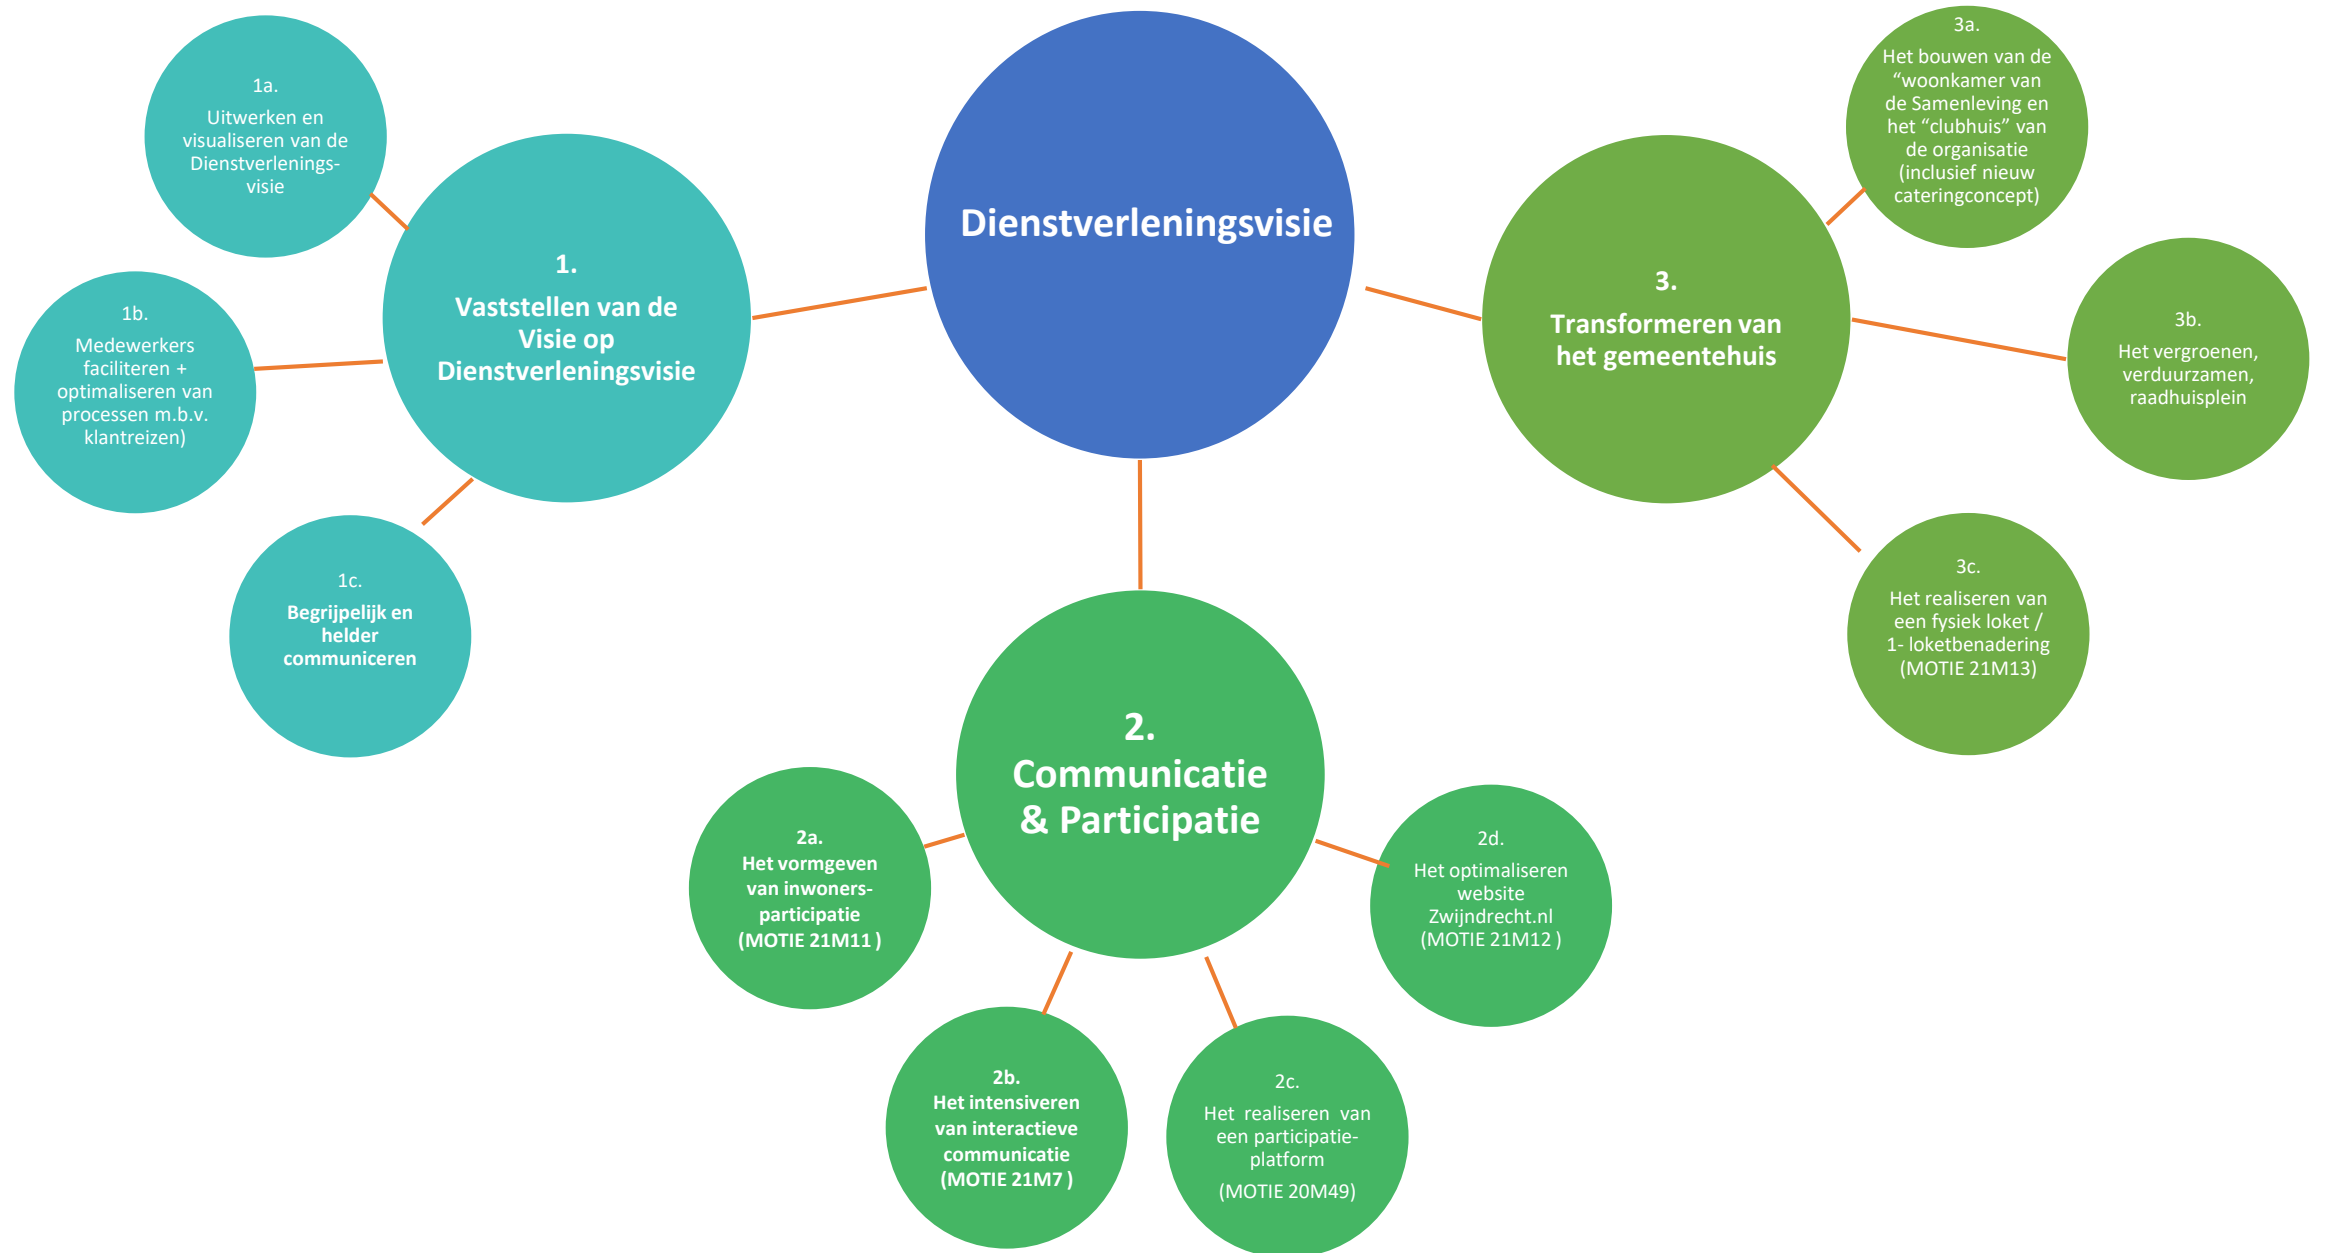 Dienstverleningsvisie
1.
Vaststellen van de
Visie op
Dienstverleningsvisie
1a.
Uitwerken en
visualiseren van de
Dienstverlenings-
visie
1b.
Medewerkers
faciliteren +
optimaliseren van
processen m.b.v.
klantreizen)
1c.
Begrijpelijk en
helder
communiceren
2.
Communicatie
& Participatie
2a.
Het vormgeven
van inwoners-
participatie
(MOTIE 21M11 )
2b.
Het intensiveren
van interactieve
communicatie
(MOTIE 21M7 )
2c.
Het realiseren van
een participatie-
platform
(MOTIE 20M49)
2d.
Het optimaliseren
website
Zwijndrecht.nl
(MOTIE 21M12 )
3.
Transformeren van
het gemeentehuis
3a.
Het bouwen van de
“woonkamer van
de Samenleving en
het “clubhuis” van
de organisatie
(inclusief nieuw
cateringconcept)
3b.
Het vergroenen,
verduurzamen,
raadhuisplein
3c.
Het realiseren van
een fysiek loket /
1- loketbenadering
(MOTIE 21M13)